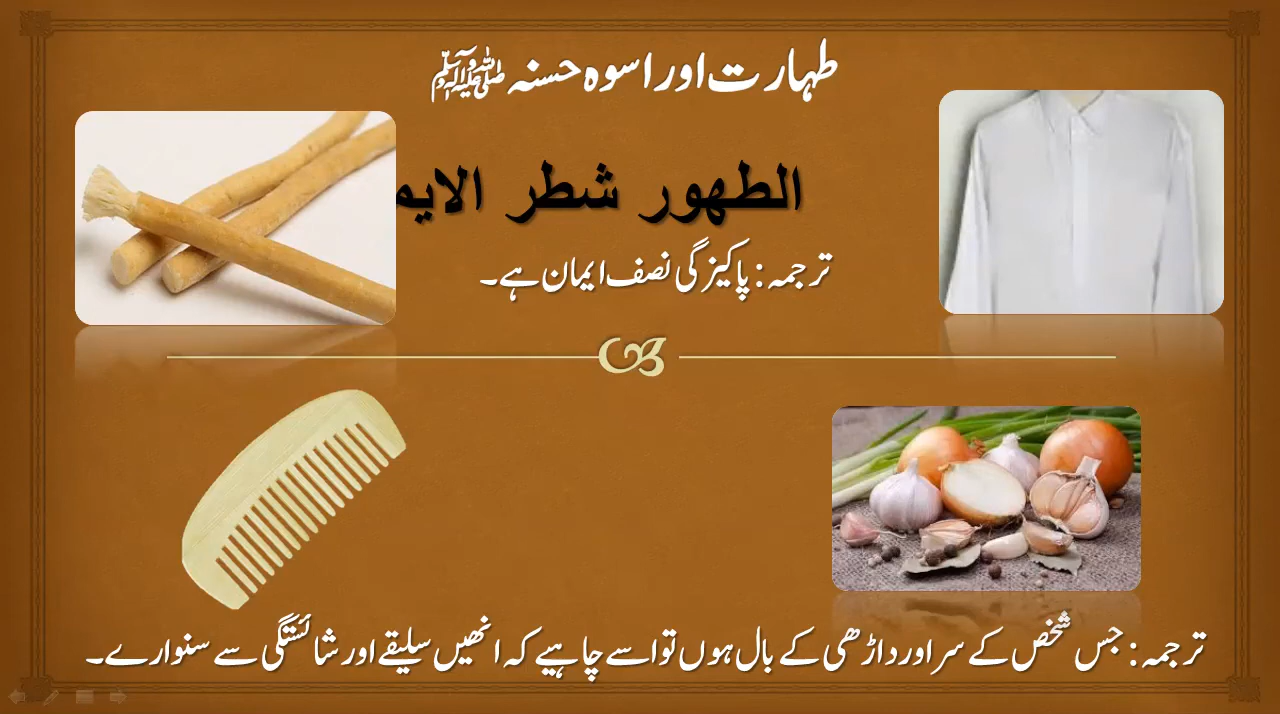 طہارت اور اسوہ حسنہ ﷺ
الطهور شطر الایم
ترجمہ: پاکیزگی نصف ایمان ہے۔
ترجمہ: جس شخص کے سر اور داڑھی کے بال ہوں تو اسے چاہیے کہ انھیں سلیقے اور شائستگی سے سنوارے۔